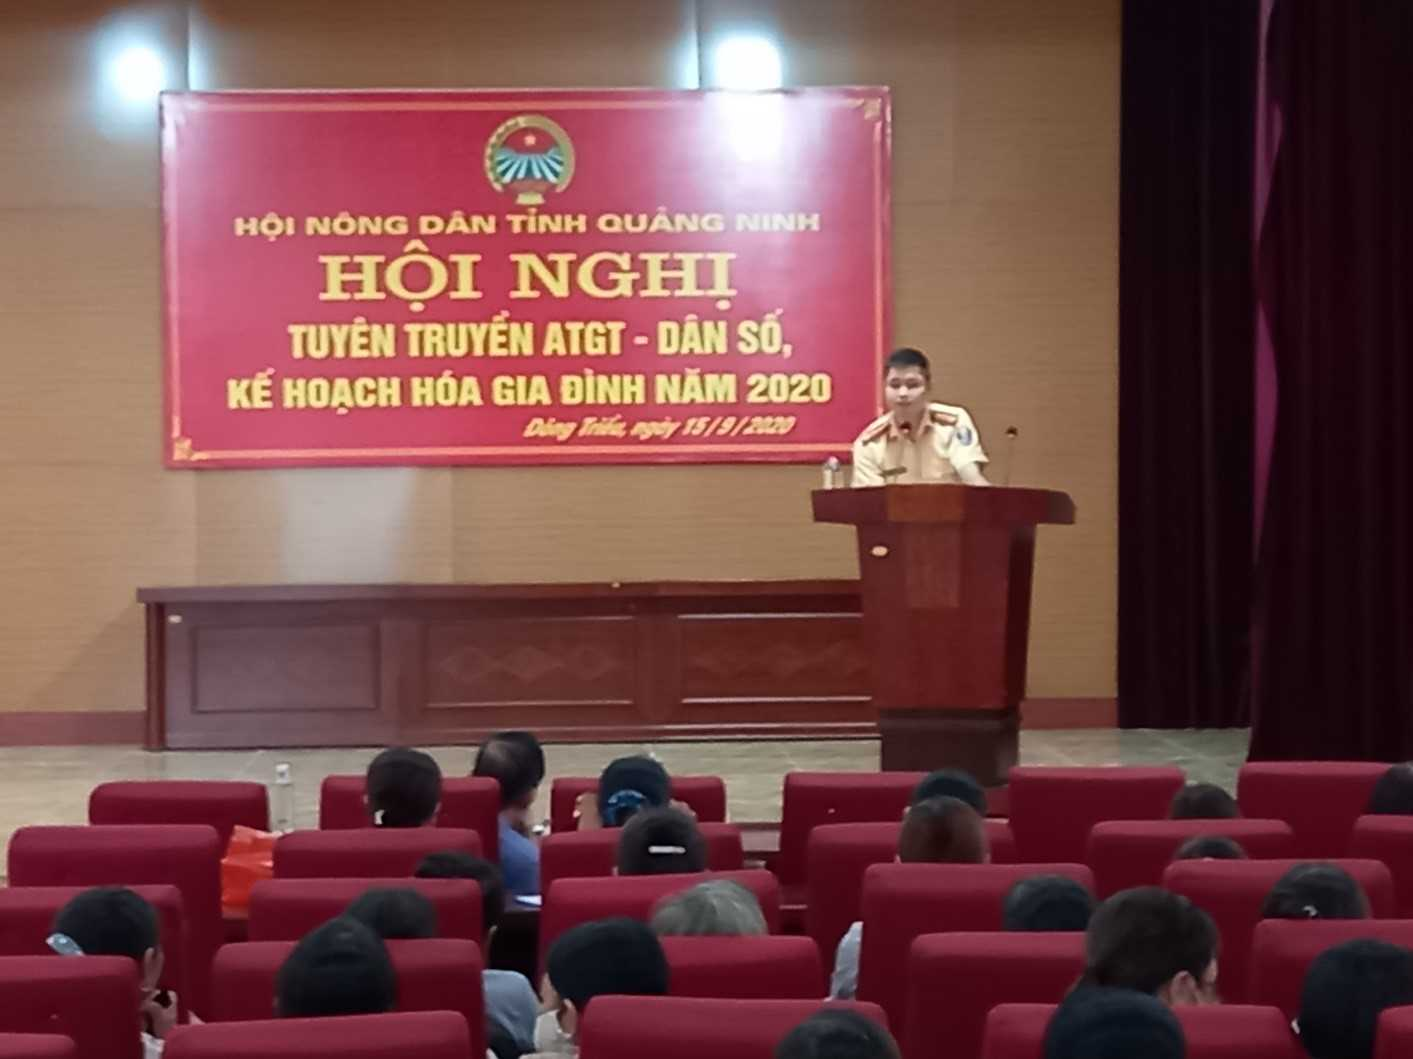 HỘI NÔNG DÂN TỈNH QUẢNG NINH
HỘI NGHỊ
TUYÊN TRUYỀN ATGT - DÂN SỐ,
KẾ HOẠCH HÓA GIA ĐÌNH NĂM 2020
Đông Triều, ngày 15/9/2020